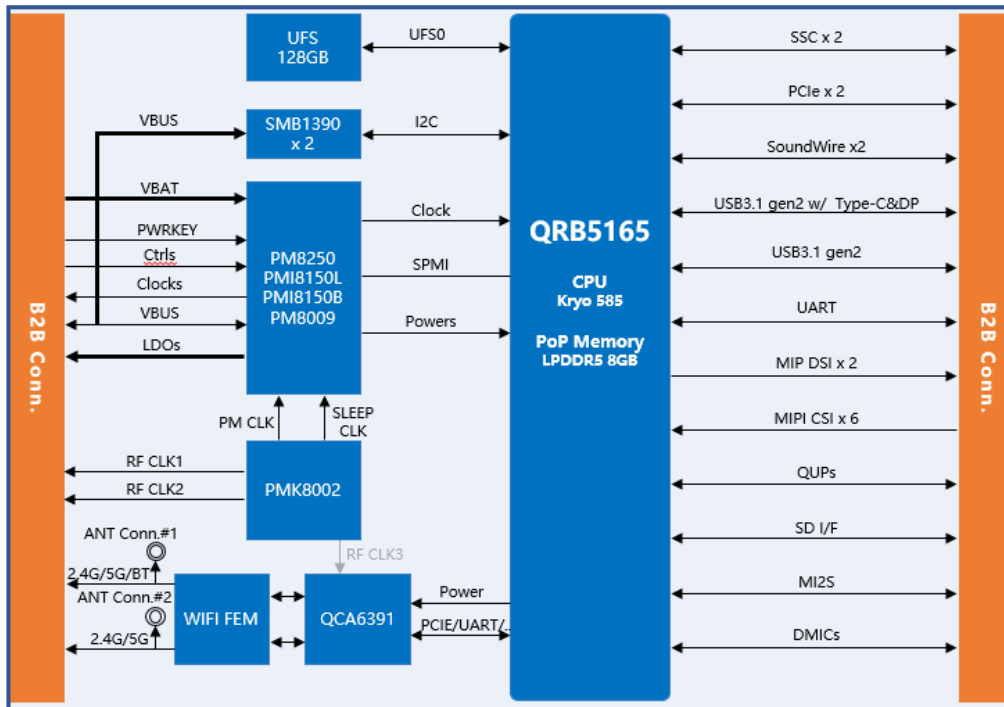 UFS
128GB
UFS0
SSC x 2
PCIe x 2
VBUS
SMB1390
x 2
I2C
SoundWire x2
VBAT
Clock
USB3.1 gen2 w/ Type-C&DP
PWRKEY
QRB5165
Ctrls
PM8250
PMI8150L
PMI8150B
PM8009
SPMI
CPU
Kryo 585
USB3.1 gen2
Clocks
VBUS
Powers
UART
LDOs
PoP Memory
LPDDR5 8GB
MIP DSI x 2
B2B Conn.
B2B Conn.
PM CLK
SLEEP
CLK
MIPI CSI x 6
RF CLK1
RF CLK2
PMK8002
QUPs
ANT Conn.#1
RF CLK3
SD I/F
2.4G/5G/BT
ANT Conn.#2
WIFI FEM
QCA6391
Power
MI2S
2.4G/5G
PCIE/UART/..
DMICs